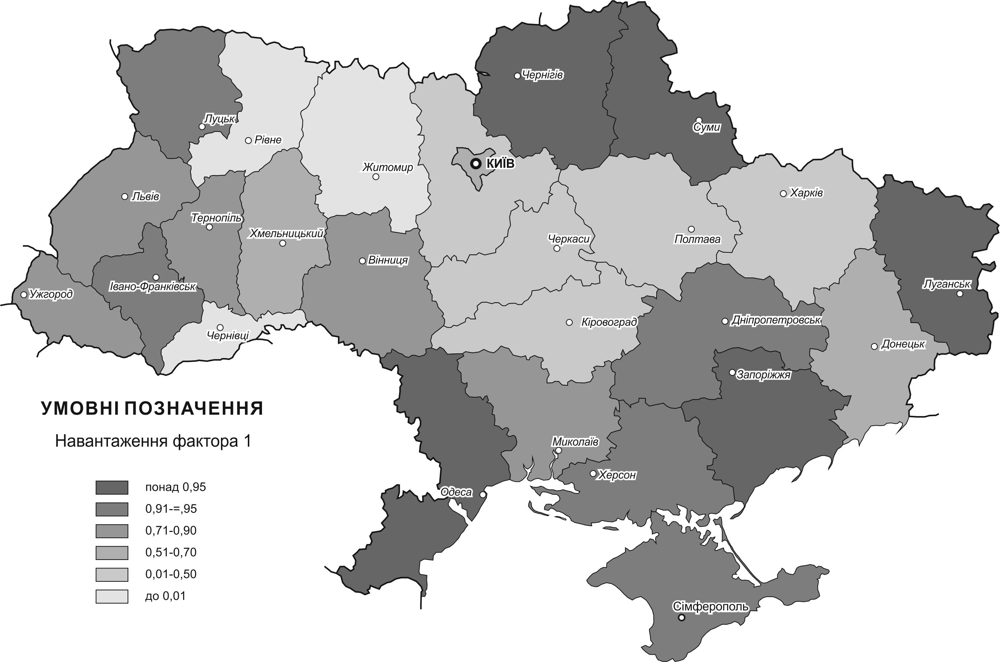 Чернігів
Суми
Луцьк
Рівне
Житомир
КИЇВ
Львів
Харків
Тернопіль
Хмельницький
Черкаси
Полтава
Вінниця
Івано-Франківськ
Ужгород
Луганськ
Кіровоград
Дніпропетровськ
Чернівці
Донецьк
Запоріжжя
УМОВНІ ПОЗНАЧЕННЯ
Навантаження фактора 1
Миколаїв
Херсон
Одеса
понад 0,95
0,91-=,95
0,71-0,90
0,51-0,70
0,01-0,50
до 0,01
Сімферополь